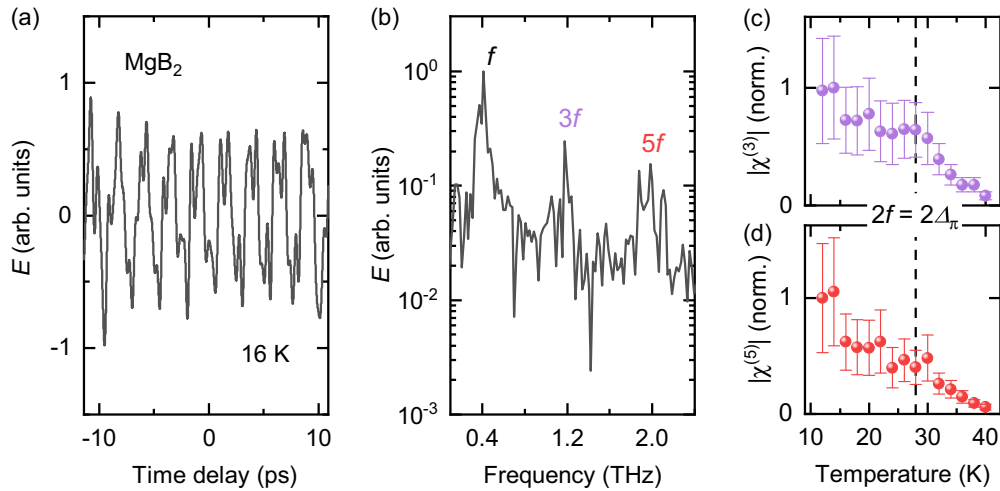 (a)
MgB₂
16 K
E (arb. units)
1
0
-1
-10
0
10
Time delay (ps)
(b)
f
3f
5f
E (arb. units)
10⁰
10⁻¹
10⁻²
10⁻³
0.4
1.2
2.0
Frequency (THz)
(c)
|χ⁽³⁾| (norm.)
1
0
2f = 2Δπ
(d)
|χ⁽⁵⁾| (norm.)
1
0
10
20
30
40
Temperature (K)